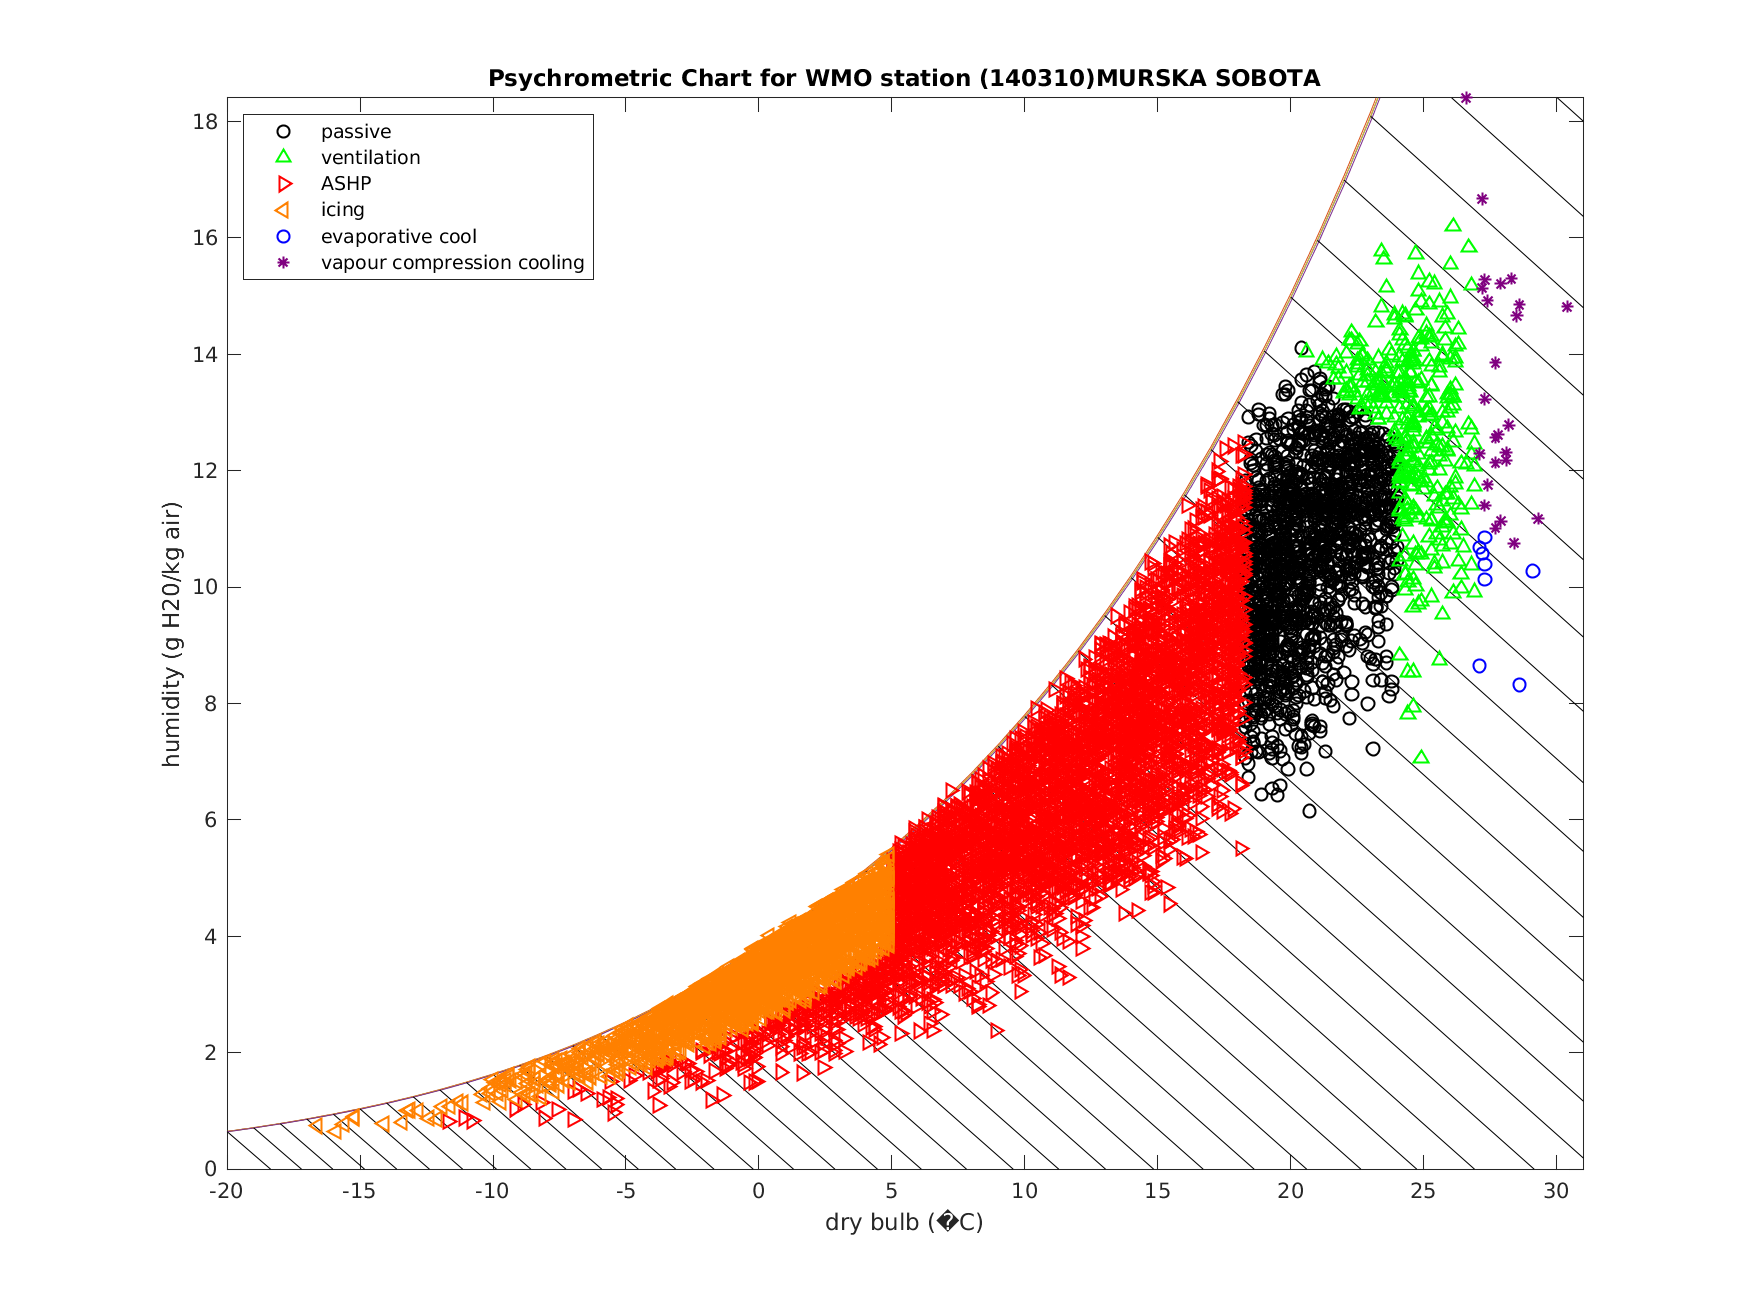 Psychrometric Chart for WMO station (140310)MURSKA SOBOTA
passive
ventilation
ASHP
icing
evaporative cool
vapour compression cooling
humidity (g H20/kg air)
18
16
14
12
10
8
6
4
2
0
-20 -15 -10 -5 0 5 10 15 20 25 30
dry bulb (�C)